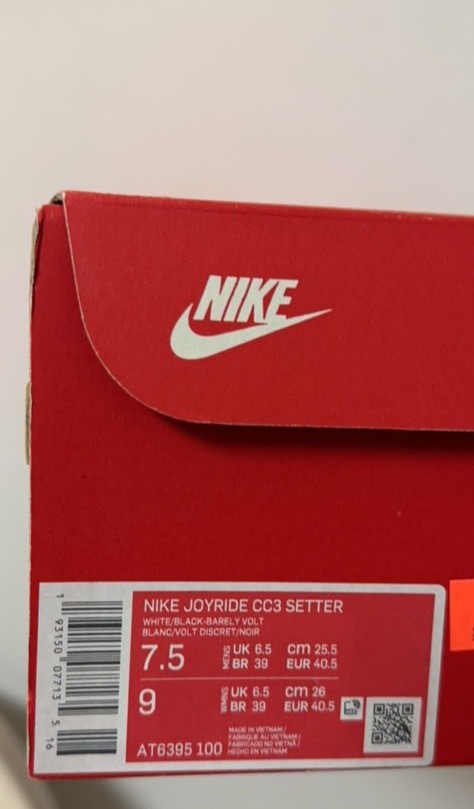 NIKE
NIKE JOYRIDE CC3 SETTER
WHITE/BLACK-BARELY VOLT
BLANC/VOLT DISCRET/NOIR
7.5 MENS UK 6.5 cm 25.5
BR 39 EUR 40.5
9 WMNS UK 6.5 cm 26
BR 39 EUR 40.5
AT6395 100
MADE IN VIETNAM /
FABRIQUE AU VIETNAM /
FABRICADO NO VIETNÃ /
HECHO EN VIETNAM
1 93150 07713 5 16